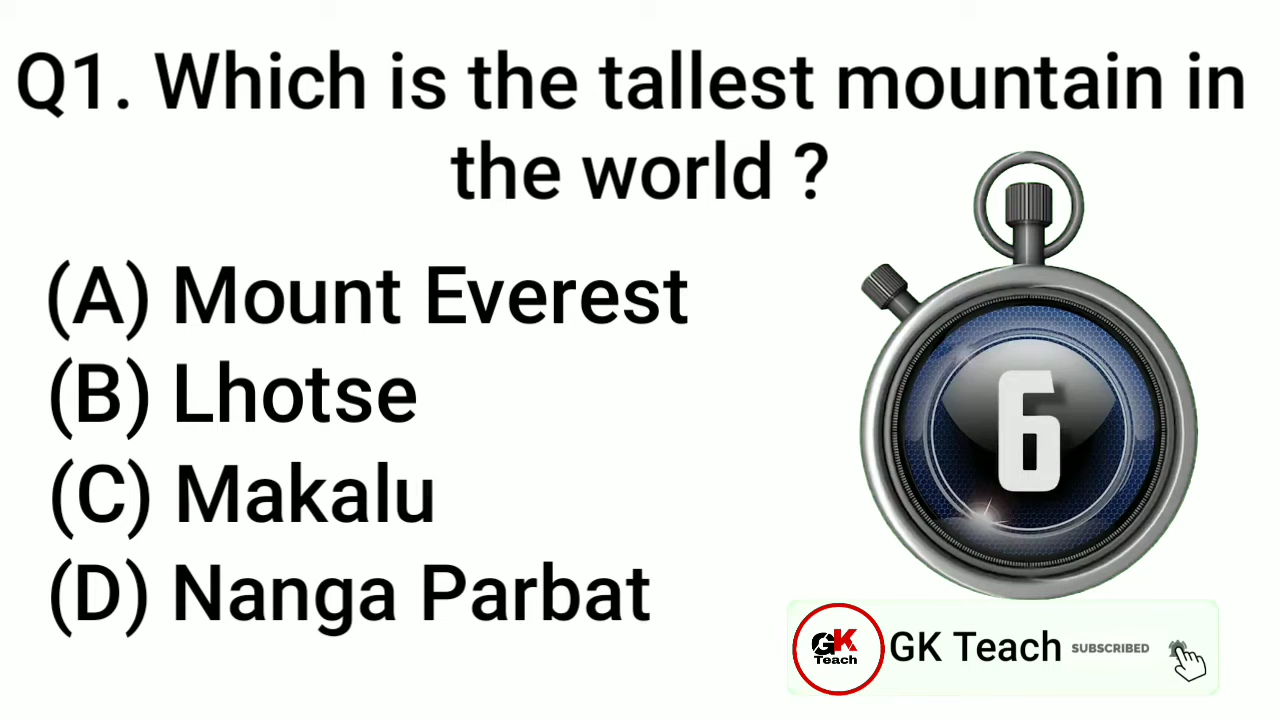 Q1. Which is the tallest mountain in
the world ?
(A) Mount Everest
(B) Lhotse
(C) Makalu
(D) Nanga Parbat
6
GK
Teach
GK Teach SUBSCRIBED